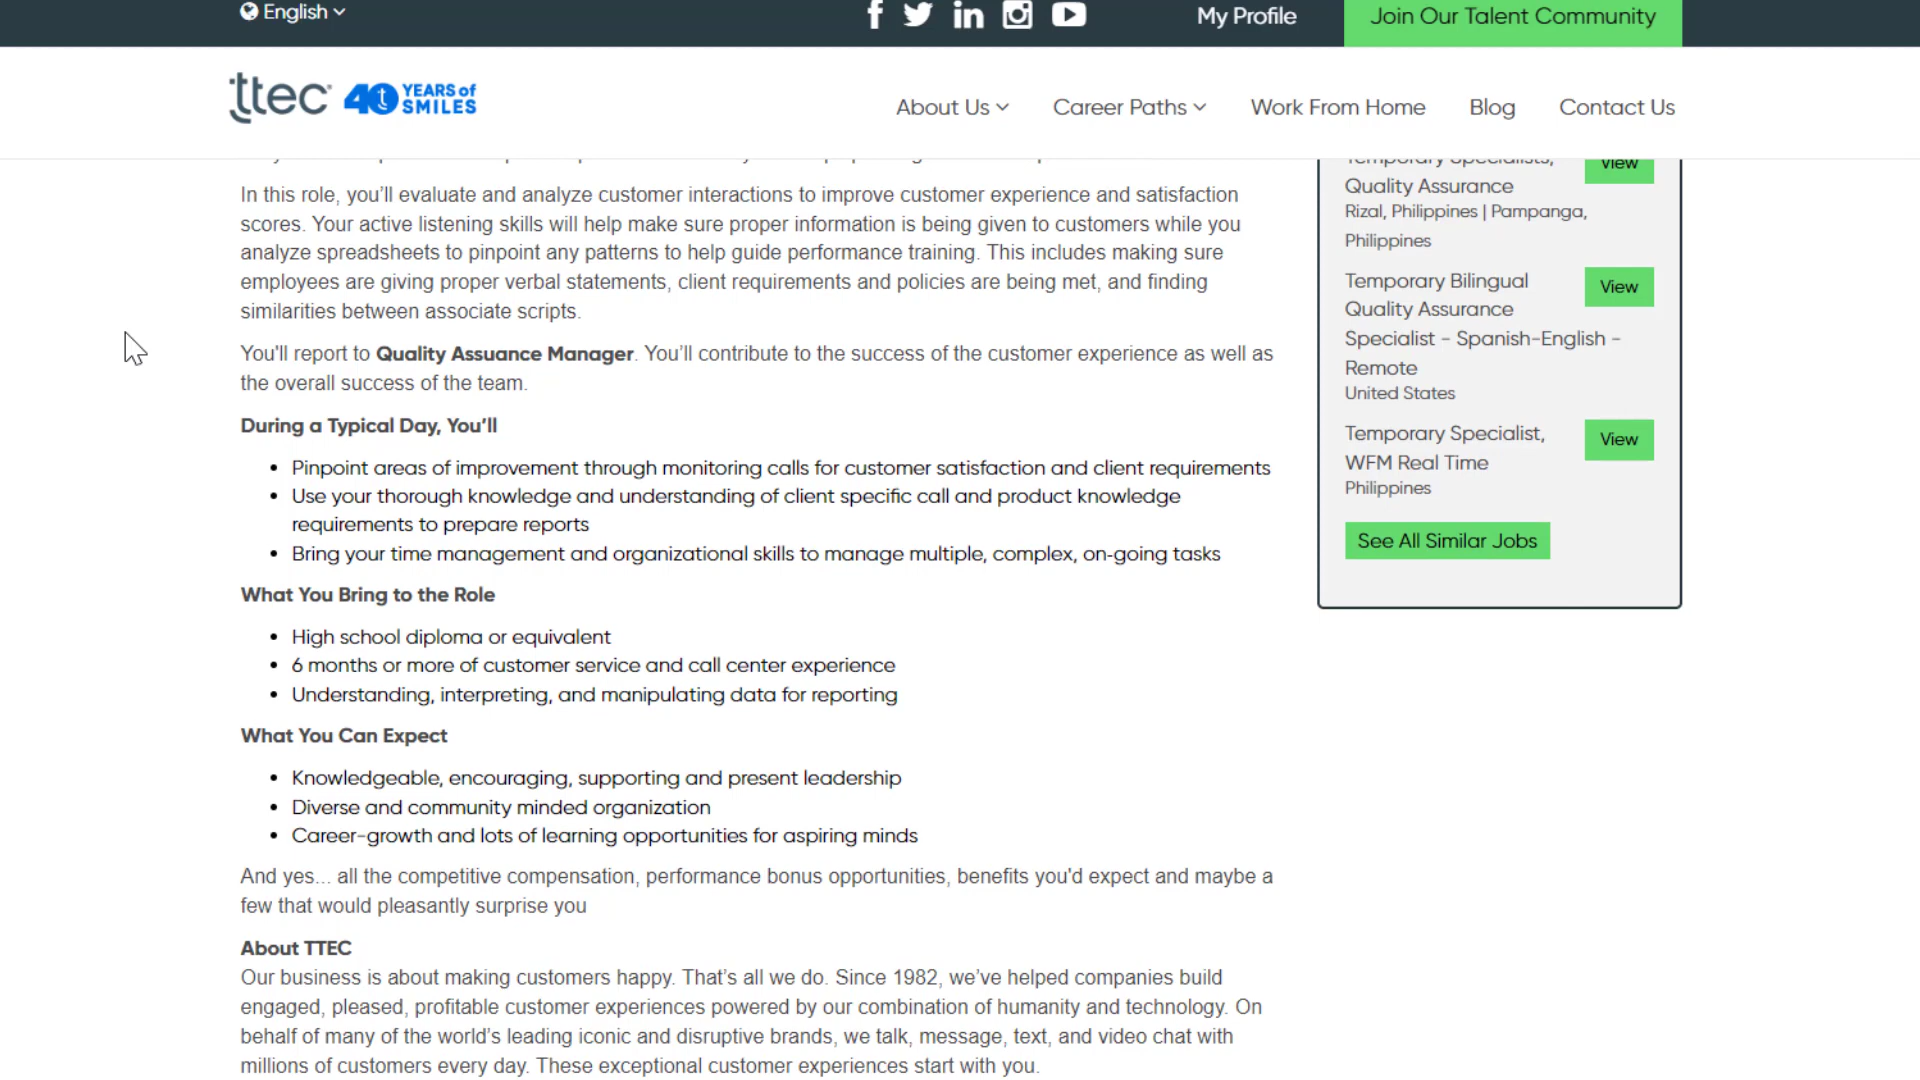 English
My Profile
Join Our Talent Community
ttec
40 YEARS of SMILES
About Us
Career Paths
Work From Home
Blog
Contact Us
In this role, you’ll evaluate and analyze customer interactions to improve customer experience and satisfaction
scores. Your active listening skills will help make sure proper information is being given to customers while you
analyze spreadsheets to pinpoint any patterns to help guide performance training. This includes making sure
employees are giving proper verbal statements, client requirements and policies are being met, and finding
similarities between associate scripts.
You'll report to Quality Assuance Manager. You’ll contribute to the success of the customer experience as well as
the overall success of the team.
During a Typical Day, You’ll
• Pinpoint areas of improvement through monitoring calls for customer satisfaction and client requirements
• Use your thorough knowledge and understanding of client specific call and product knowledge
requirements to prepare reports
• Bring your time management and organizational skills to manage multiple, complex, on-going tasks
What You Bring to the Role
• High school diploma or equivalent
• 6 months or more of customer service and call center experience
• Understanding, interpreting, and manipulating data for reporting
What You Can Expect
• Knowledgeable, encouraging, supporting and present leadership
• Diverse and community minded organization
• Career-growth and lots of learning opportunities for aspiring minds
And yes... all the competitive compensation, performance bonus opportunities, benefits you'd expect and maybe a
few that would pleasantly surprise you
About TTEC
Our business is about making customers happy. That’s all we do. Since 1982, we’ve helped companies build
engaged, pleased, profitable customer experiences powered by our combination of humanity and technology. On
behalf of many of the world’s leading iconic and disruptive brands, we talk, message, text, and video chat with
millions of customers every day. These exceptional customer experiences start with you.
Temporary Specialists,
Quality Assurance
Rizal, Philippines | Pampanga,
Philippines
View
Temporary Bilingual
Quality Assurance
Specialist - Spanish-English -
Remote
United States
View
Temporary Specialist,
WFM Real Time
Philippines
View
See All Similar Jobs